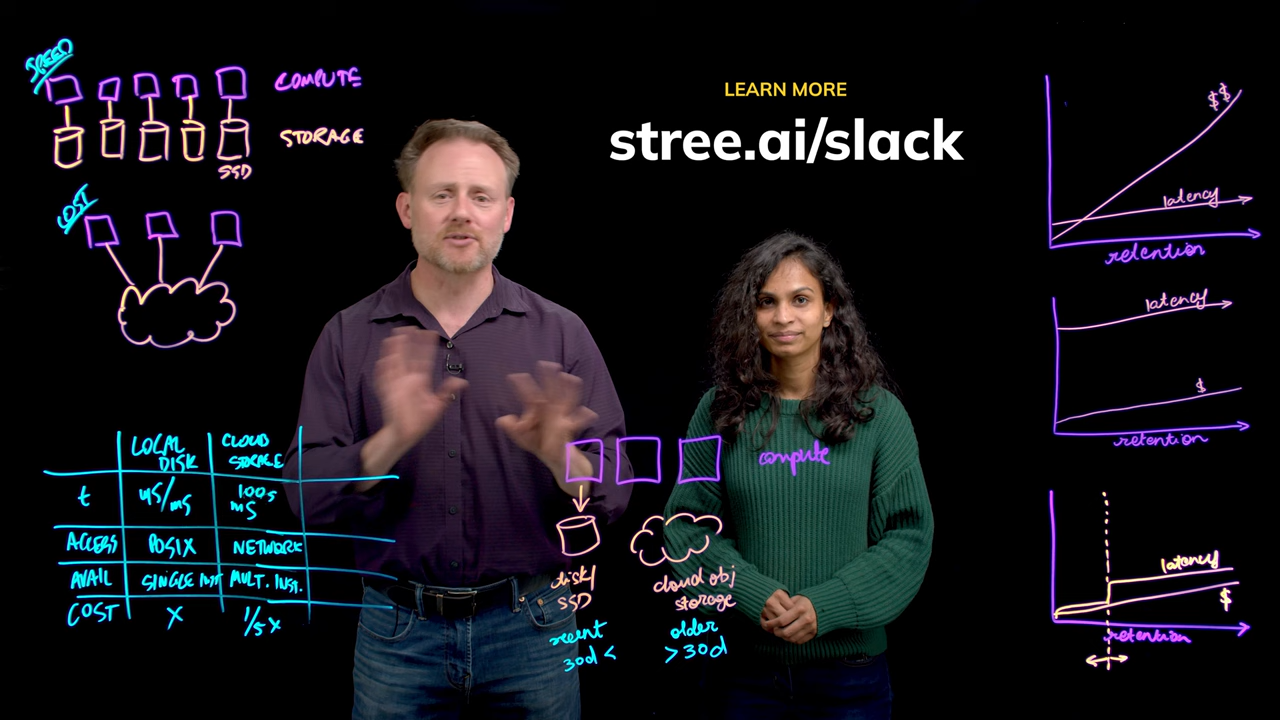 SPEED
COMPUTE
STORAGE
SSD
COST
LEARN MORE
stree.ai/slack
$$
latency
retention
latency
$
retention
latency
$
retention
LOCAL DISK
CLOUD STORAGE
t
μs/ms
100s ms
ACCESS
POSIX
NETWORK
AVAIL
SINGLE INST
MULT. INST.
COST
X
1/5 X
compute
disk/
SSD
cloud obj
storage
recent
30d <
older
> 30d